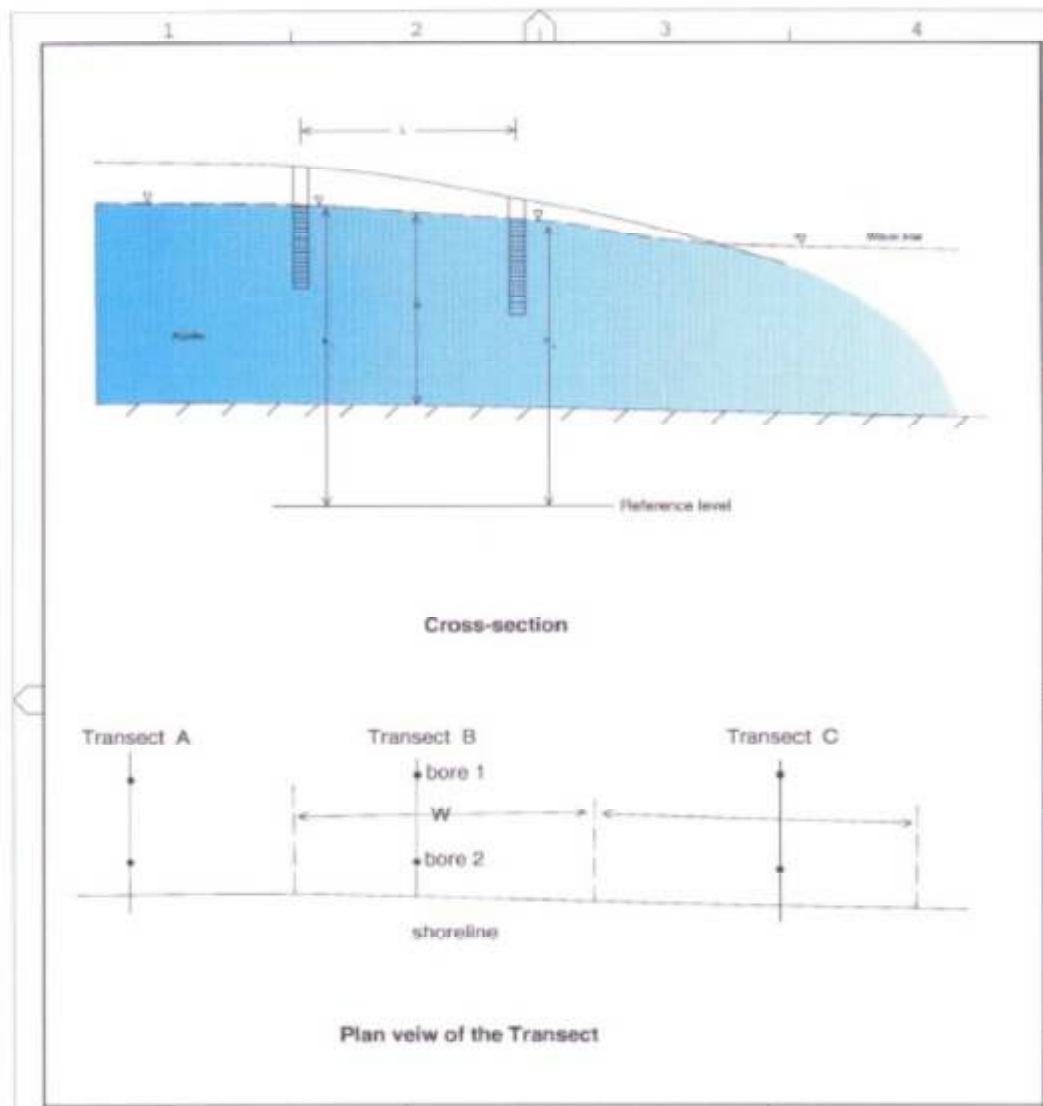 1 2 3 4
L
Reference level
Cross-section
Transect A Transect B Transect C
bore 1
W
bore 2
shoreline
Plan veiw of the Transect